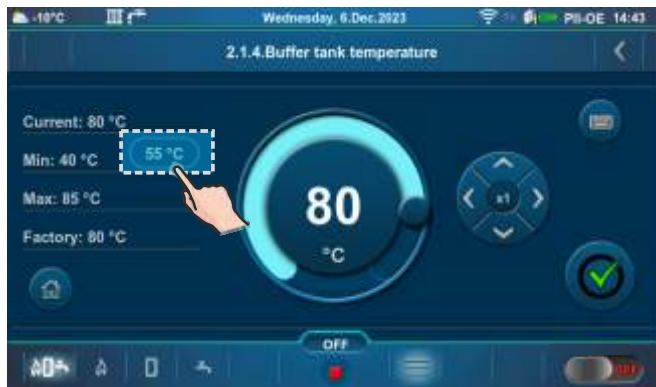 -10°C Wednesday, 6.Dec.2023 PII-OE 14:43
2.1.4.Buffer tank temperature
Current: 80 °C
55 °C
Min: 40 °C
Max: 85 °C
Factory: 80 °C
80
°C
x1
OFF
OFF